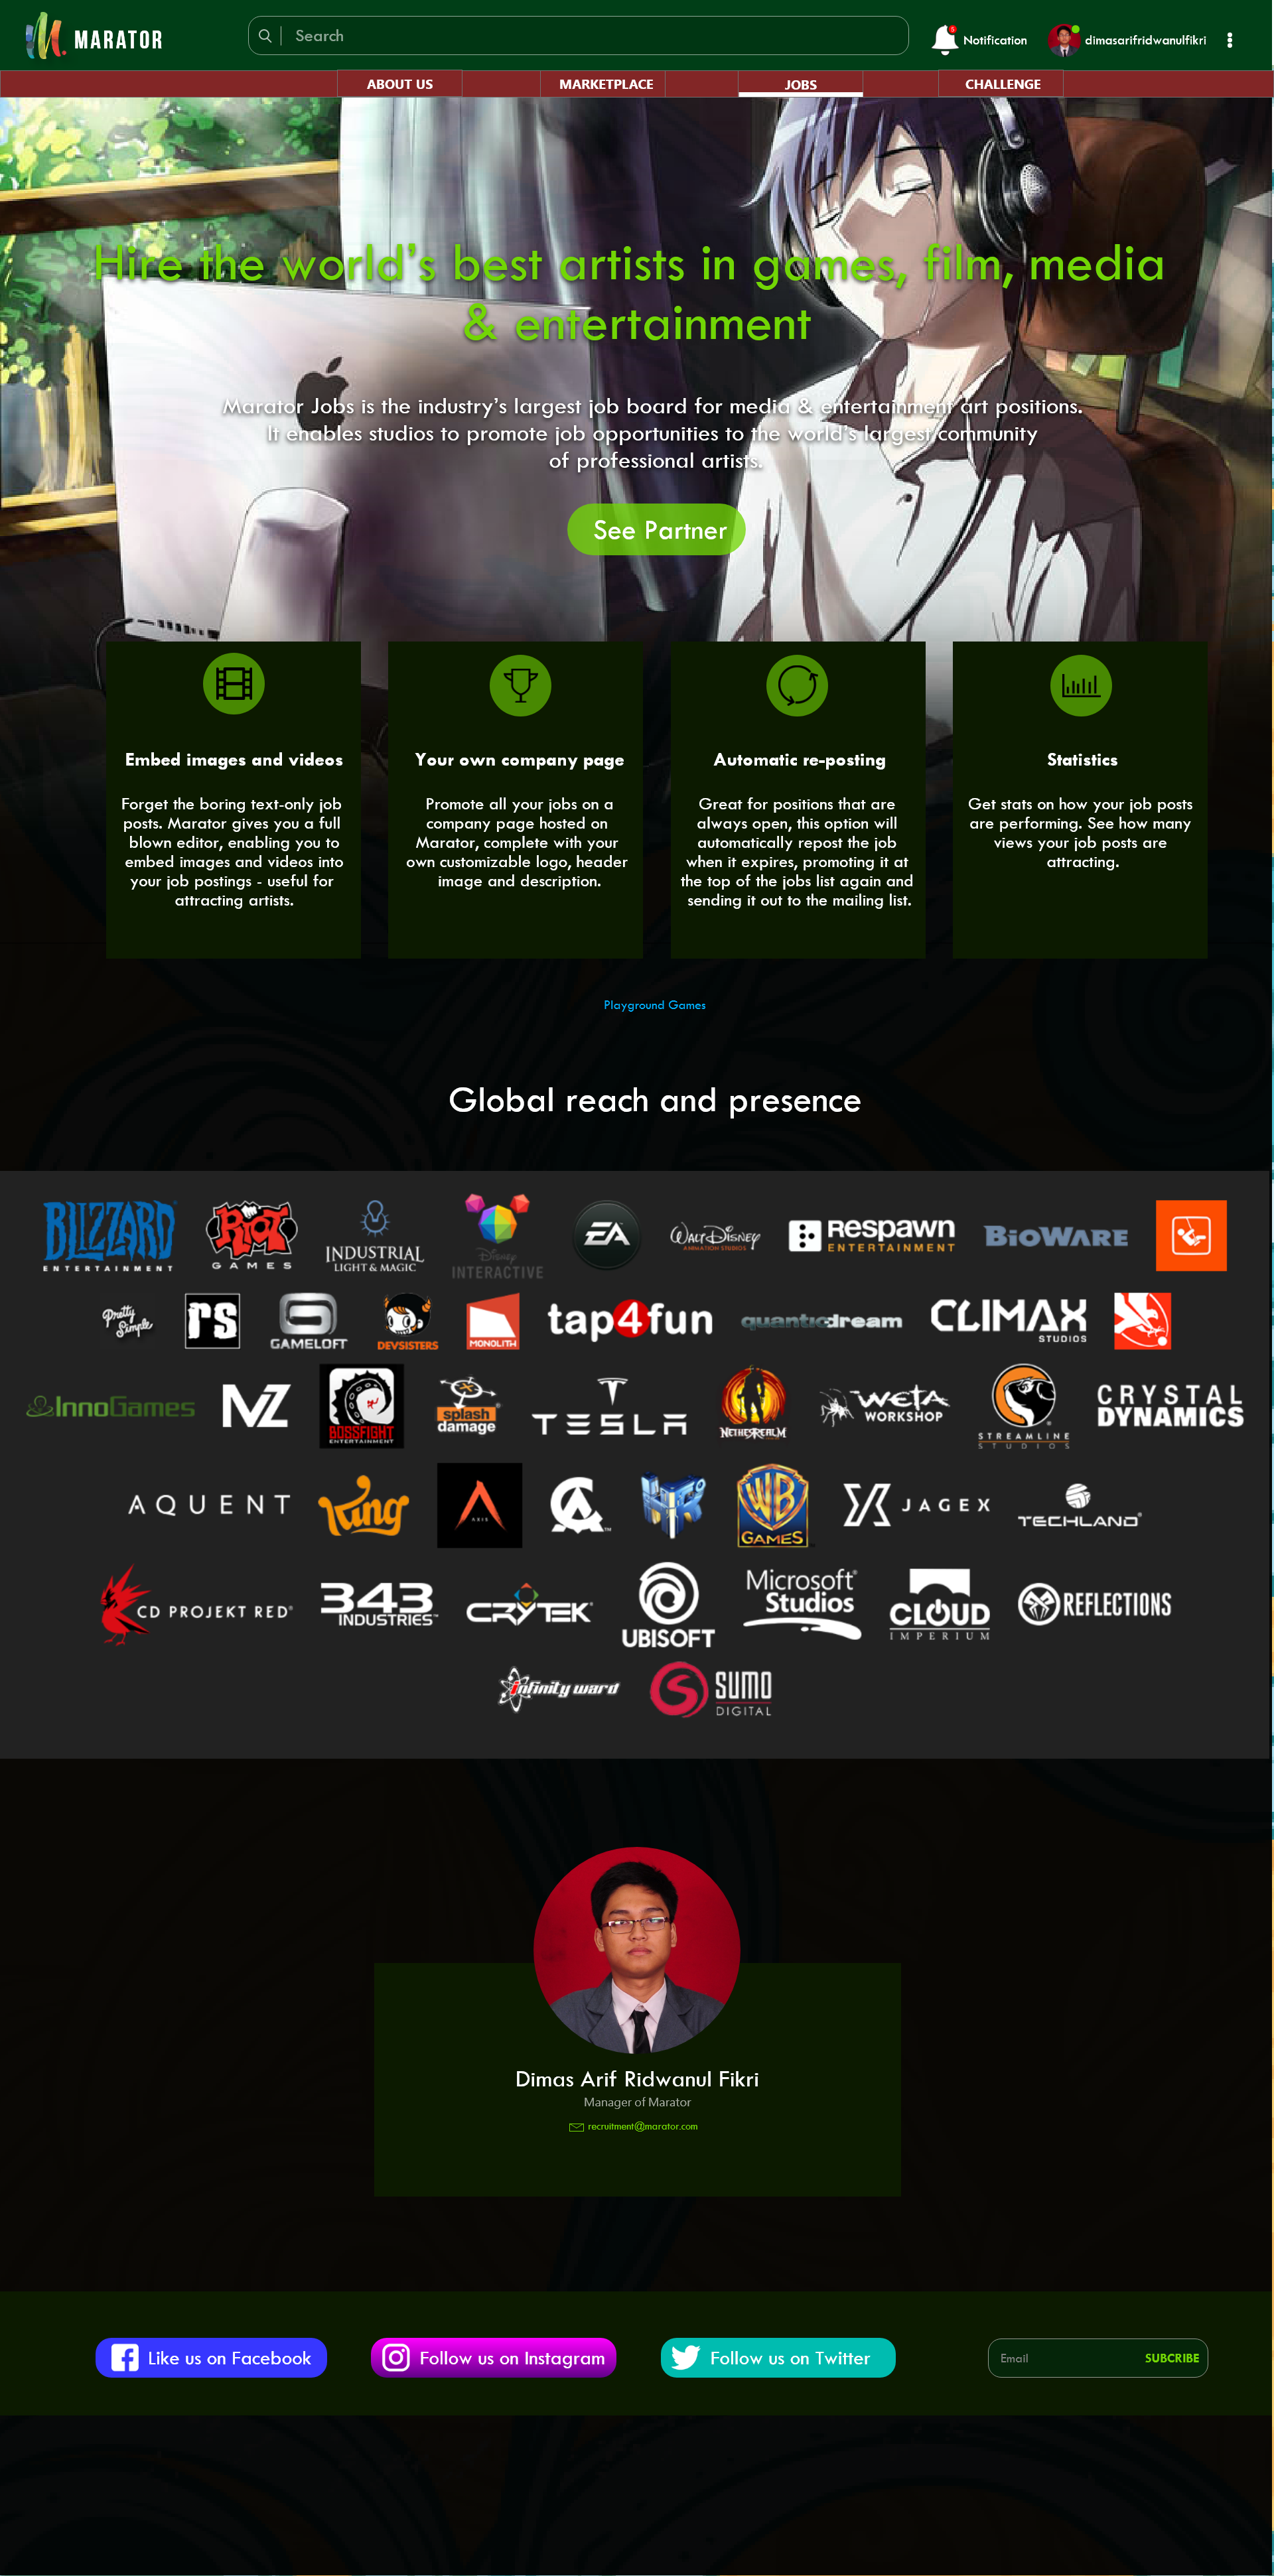 MARATOR
Search
5
Notification
dimasarifridwanulfikri
ABOUT US
MARKETPLACE
JOBS
CHALLENGE
Hire the world's best artists in games, film, media
& entertainment
Marator Jobs is the industry's largest job board for media & entertainment art positions.
It enables studios to promote job opportunities to the world's largest community
of professional artists.
See Partner
Embed images and videos
Forget the boring text-only job
posts. Marator gives you a full
blown editor, enabling you to
embed images and videos into
your job postings - useful for
attracting artists.
Your own company page
Promote all your jobs on a
company page hosted on
Marator, complete with your
own customizable logo, header
image and description.
Automatic re-posting
Great for positions that are
always open, this option will
automatically repost the job
when it expires, promoting it at
the top of the jobs list again and
sending it out to the mailing list.
Statistics
Get stats on how your job posts
are performing. See how many
views your job posts are
attracting.
Playground Games
Global reach and presence
BLIZZARD
ENTERTAINMENT
RIOT
GAMES
INDUSTRIAL
LIGHT & MAGIC
Disney
INTERACTIVE
EA
WALT DISNEY
ANIMATION STUDIOS
RESPAWN
ENTERTAINMENT
BIOWARE
Pretty
Simple
rs
GAMELOFT
DEVSISTERS
MONOLITH
tap4fun
quanticdream
CLIMAX
STUDIOS
InnoGames
MZ
BOSSFIGHT
ENTERTAINMENT
splash
damage
TESLA
NETHERREALM
WETA
WORKSHOP
STREAMLINE
STUDIOS
CRYSTAL
DYNAMICS
AQUENT
King
AXIS
CA™
WB
GAMES
JAGEX
TECHLAND
CD PROJEKT RED
343
INDUSTRIES
CRYTEK
UBISOFT
Microsoft
Studios
CLOUD
IMPERIUM
REFLECTIONS
infinity ward
SUMO
DIGITAL
Dimas Arif Ridwanul Fikri
Manager of Marator
recruitment@marator.com
Like us on Facebook
Follow us on Instagram
Follow us on Twitter
Email
SUBCRIBE